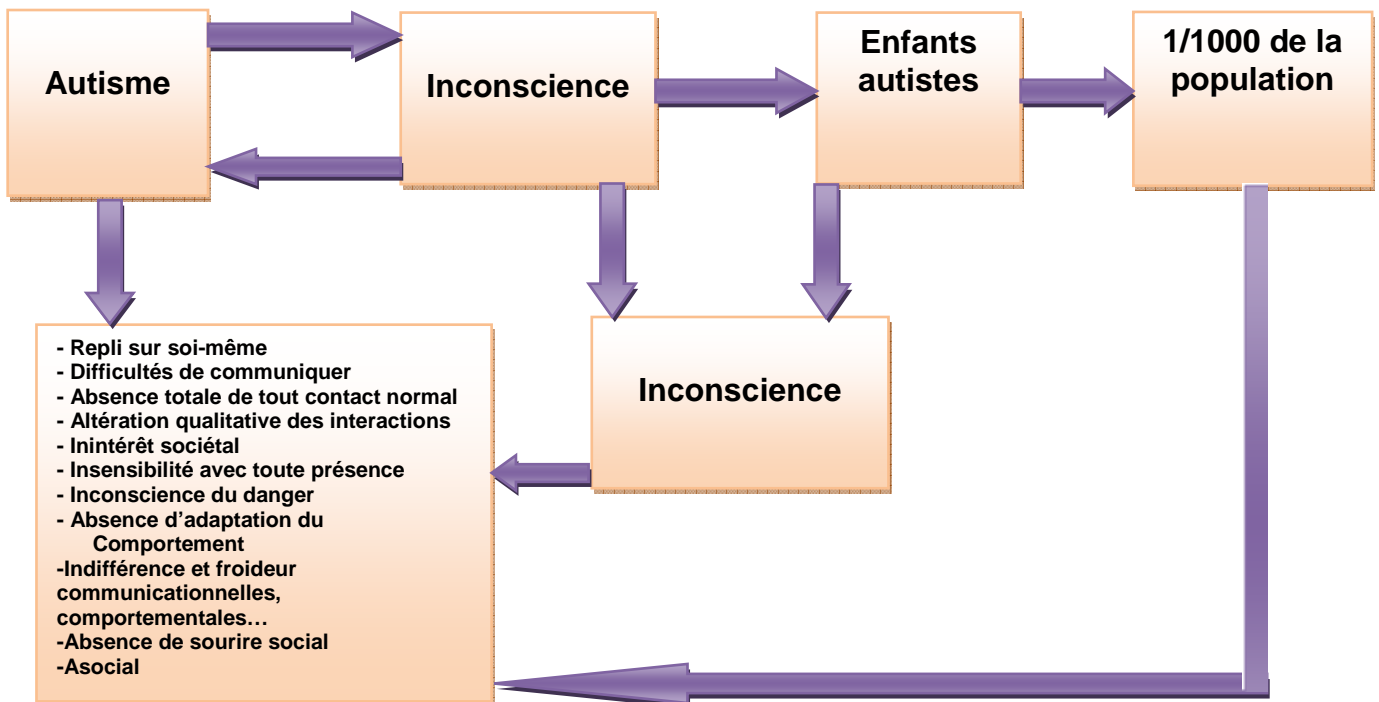 Autisme
Inconscience
Enfants
autistes
1/1000 de la
population
- Repli sur soi-même
- Difficultés de communiquer
- Absence totale de tout contact normal
- Altération qualitative des interactions
- Inintérêt sociétal
- Insensibilité avec toute présence
- Inconscience du danger
- Absence d’adaptation du
Comportement
-Indifférence et froideur
communicationnelles,
comportementales…
-Absence de sourire social
-Asocial
Inconscience